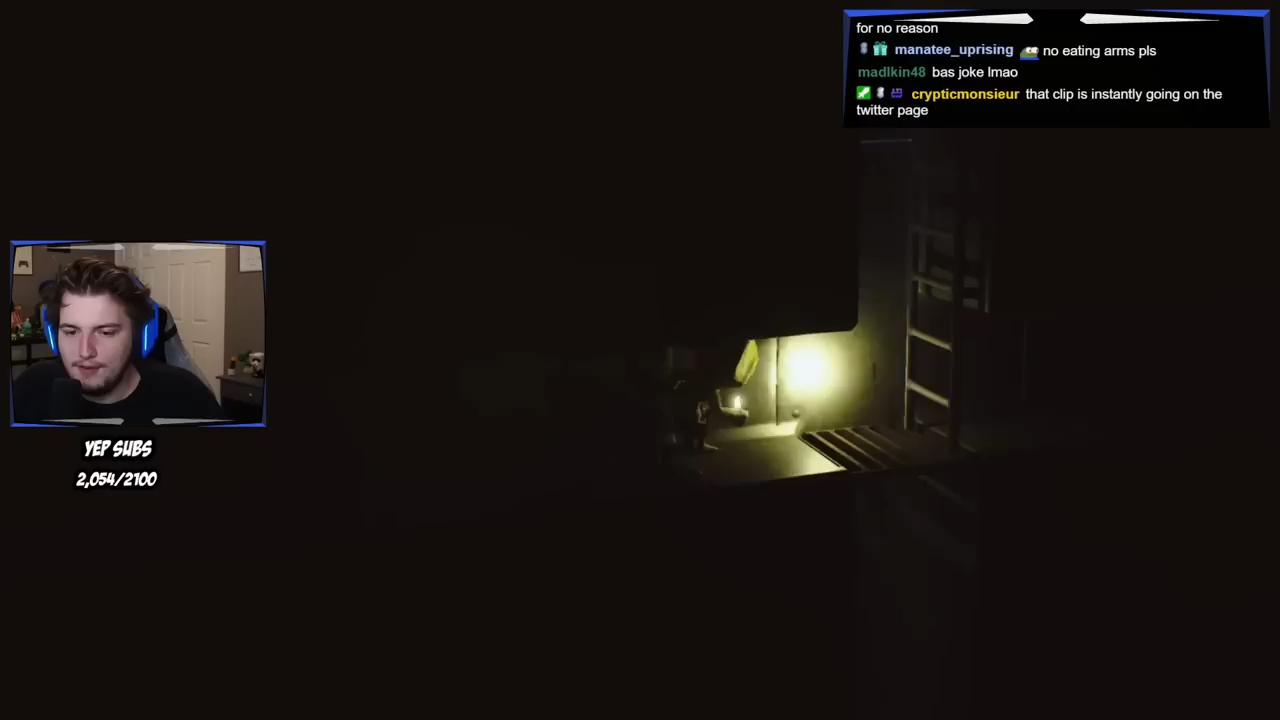 for no reason
manatee_uprising no eating arms pls
madlkin48 bas joke lmao
crypticmonsieur that clip is instantly going on the
twitter page
YEP SUBS
2,054/2100